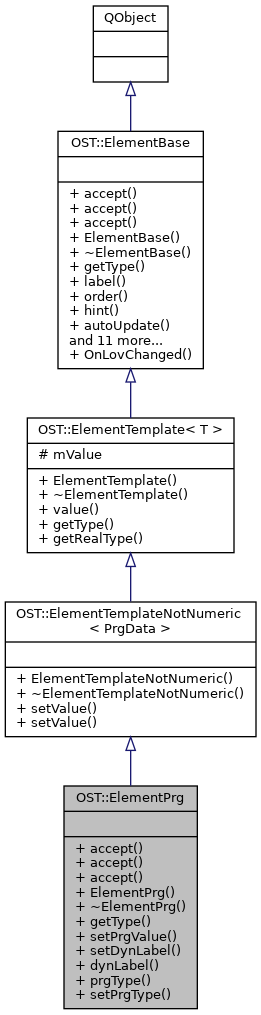 QObject
OST::ElementBase
+ accept()
+ accept()
+ accept()
+ ElementBase()
+ ~ElementBase()
+ getType()
+ label()
+ order()
+ hint()
+ autoUpdate()
and 11 more...
+ OnLovChanged()
OST::ElementTemplate< T >
# mValue
+ ElementTemplate()
+ ~ElementTemplate()
+ value()
+ getType()
+ getRealType()
OST::ElementTemplateNotNumeric
< PrgData >
+ ElementTemplateNotNumeric()
+ ~ElementTemplateNotNumeric()
+ setValue()
+ setValue()
OST::ElementPrg
+ accept()
+ accept()
+ accept()
+ ElementPrg()
+ ~ElementPrg()
+ getType()
+ setPrgValue()
+ setDynLabel()
+ dynLabel()
+ prgType()
+ setPrgType()